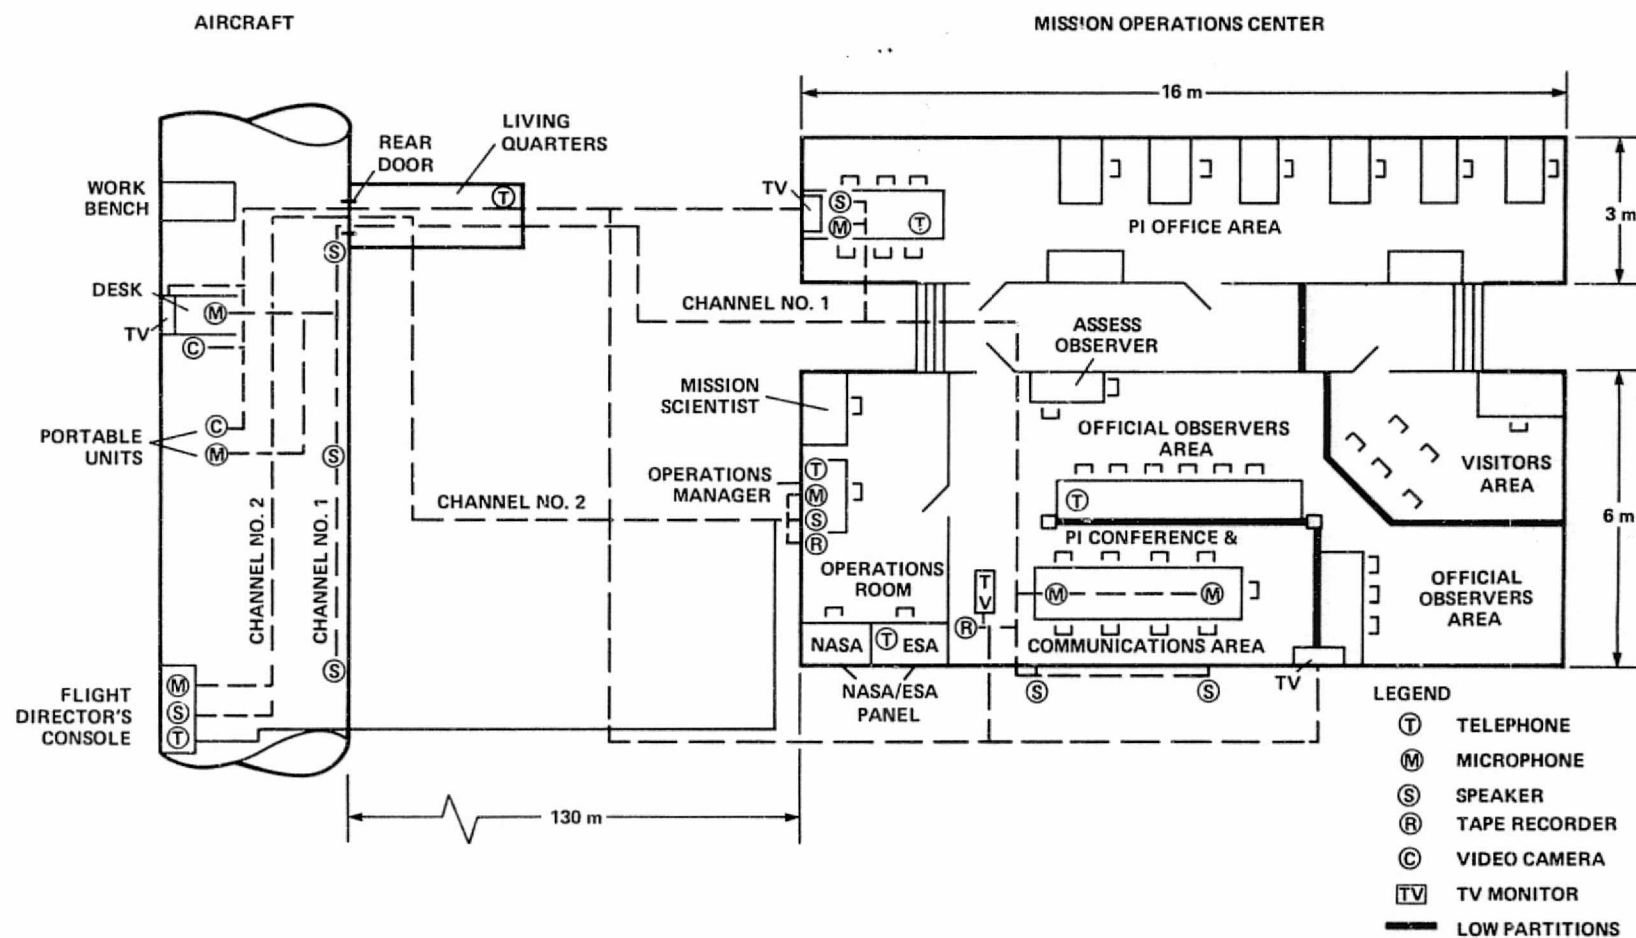 AIRCRAFT
MISSION OPERATIONS CENTER
16 m
LIVING
QUARTERS
REAR
DOOR
WORK
BENCH
T
TV
S
M
T
PI OFFICE AREA
3 m
S
DESK
M
TV
C
CHANNEL NO. 1
ASSESS
OBSERVER
MISSION
SCIENTIST
PORTABLE
UNITS
C
M
S
OFFICIAL OBSERVERS
AREA
VISITORS
AREA
OPERATIONS
MANAGER
T
M
S
R
CHANNEL NO. 2
T
6 m
CHANNEL NO. 2
CHANNEL NO. 1
PI CONFERENCE &
OPERATIONS
ROOM
TV
M
M
R
COMMUNICATIONS AREA
OFFICIAL
OBSERVERS
AREA
NASA
T
ESA
S
NASA/ESA
PANEL
S
S
TV
FLIGHT
DIRECTOR'S
CONSOLE
M
S
T
130 m
LEGEND
T TELEPHONE
M MICROPHONE
S SPEAKER
R TAPE RECORDER
C VIDEO CAMERA
TV TV MONITOR
LOW PARTITIONS